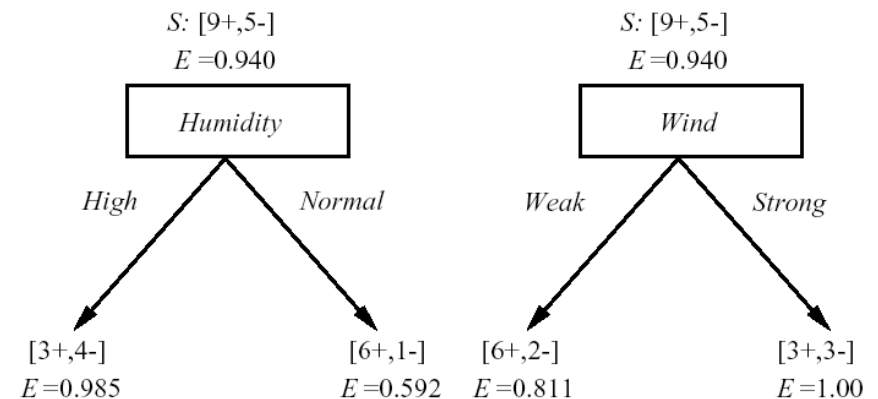 S: [9+,5-]
E =0.940
Humidity
High
Normal
[3+,4-]
E =0.985
[6+,1-]
E =0.592
S: [9+,5-]
E =0.940
Wind
Weak
Strong
[6+,2-]
E =0.811
[3+,3-]
E =1.00